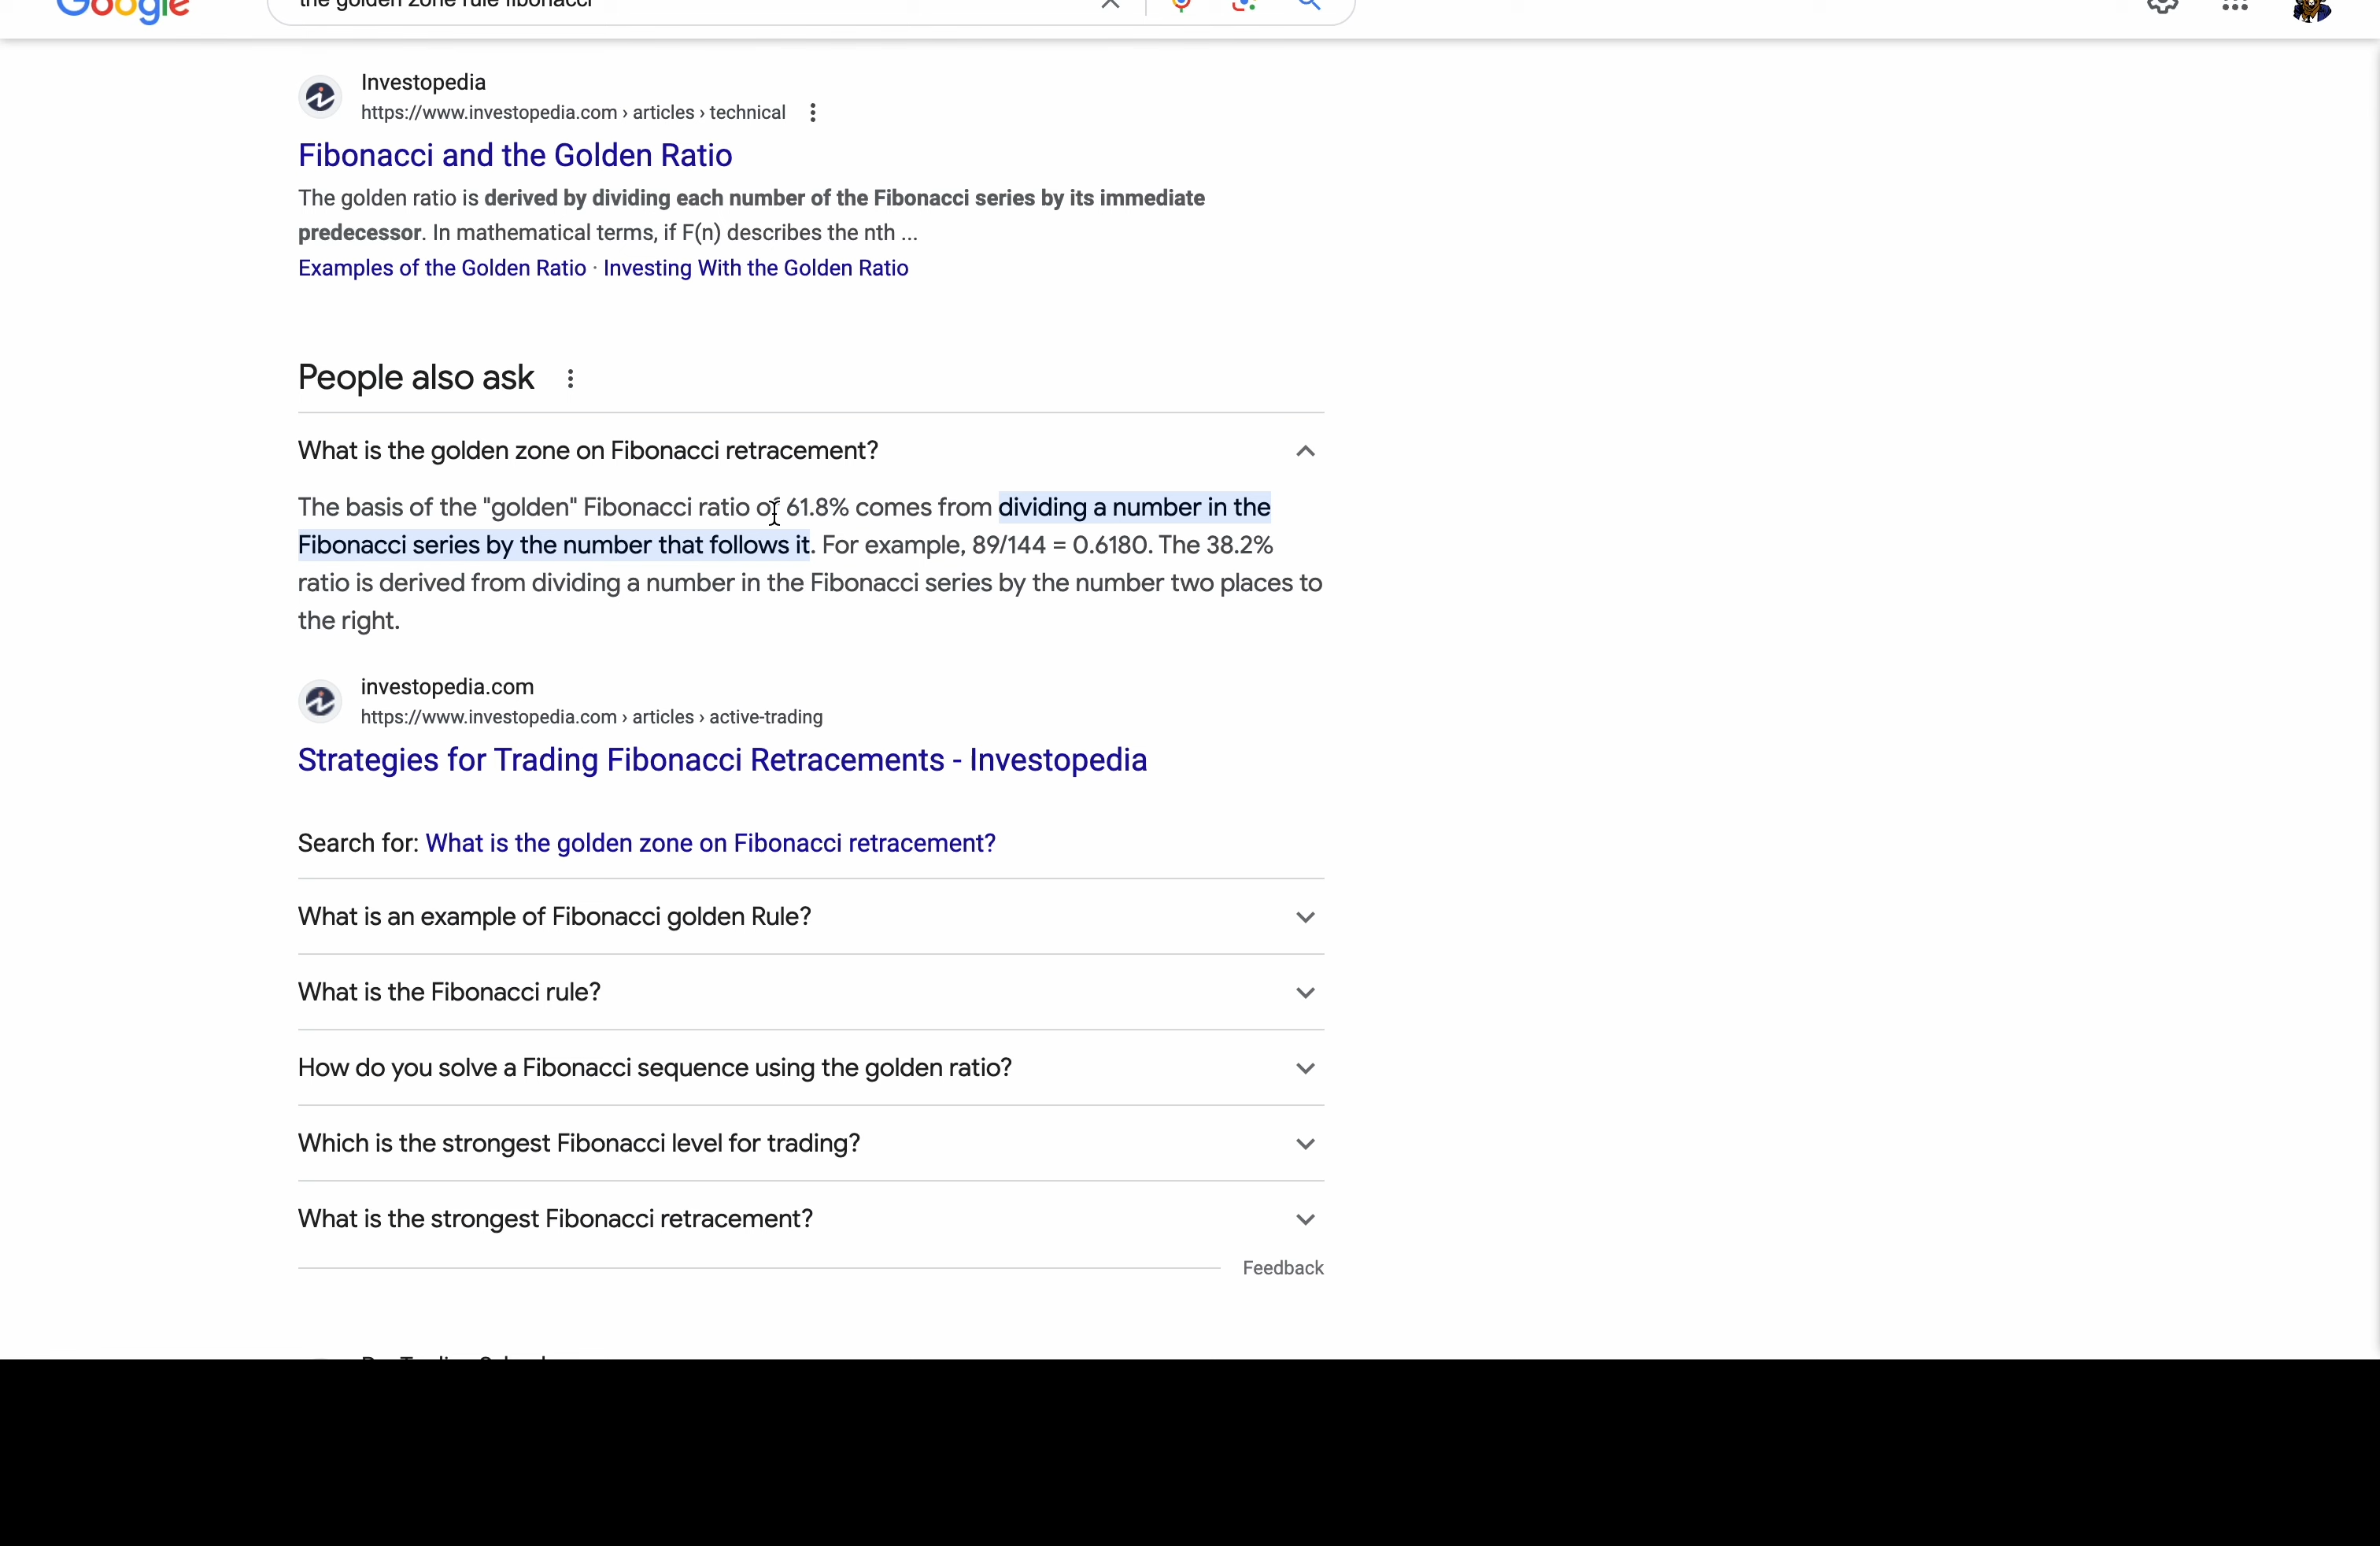 Google
the golden zone rule fibonacci
Investopedia
https://www.investopedia.com › articles › technical
Fibonacci and the Golden Ratio
The golden ratio is derived by dividing each number of the Fibonacci series by its immediate
predecessor. In mathematical terms, if F(n) describes the nth ...
Examples of the Golden Ratio · Investing With the Golden Ratio
People also ask
What is the golden zone on Fibonacci retracement?
The basis of the "golden" Fibonacci ratio of 61.8% comes from dividing a number in the
Fibonacci series by the number that follows it. For example, 89/144 = 0.6180. The 38.2%
ratio is derived from dividing a number in the Fibonacci series by the number two places to
the right.
investopedia.com
https://www.investopedia.com › articles › active-trading
Strategies for Trading Fibonacci Retracements - Investopedia
Search for: What is the golden zone on Fibonacci retracement?
What is an example of Fibonacci golden Rule?
What is the Fibonacci rule?
How do you solve a Fibonacci sequence using the golden ratio?
Which is the strongest Fibonacci level for trading?
What is the strongest Fibonacci retracement?
Feedback